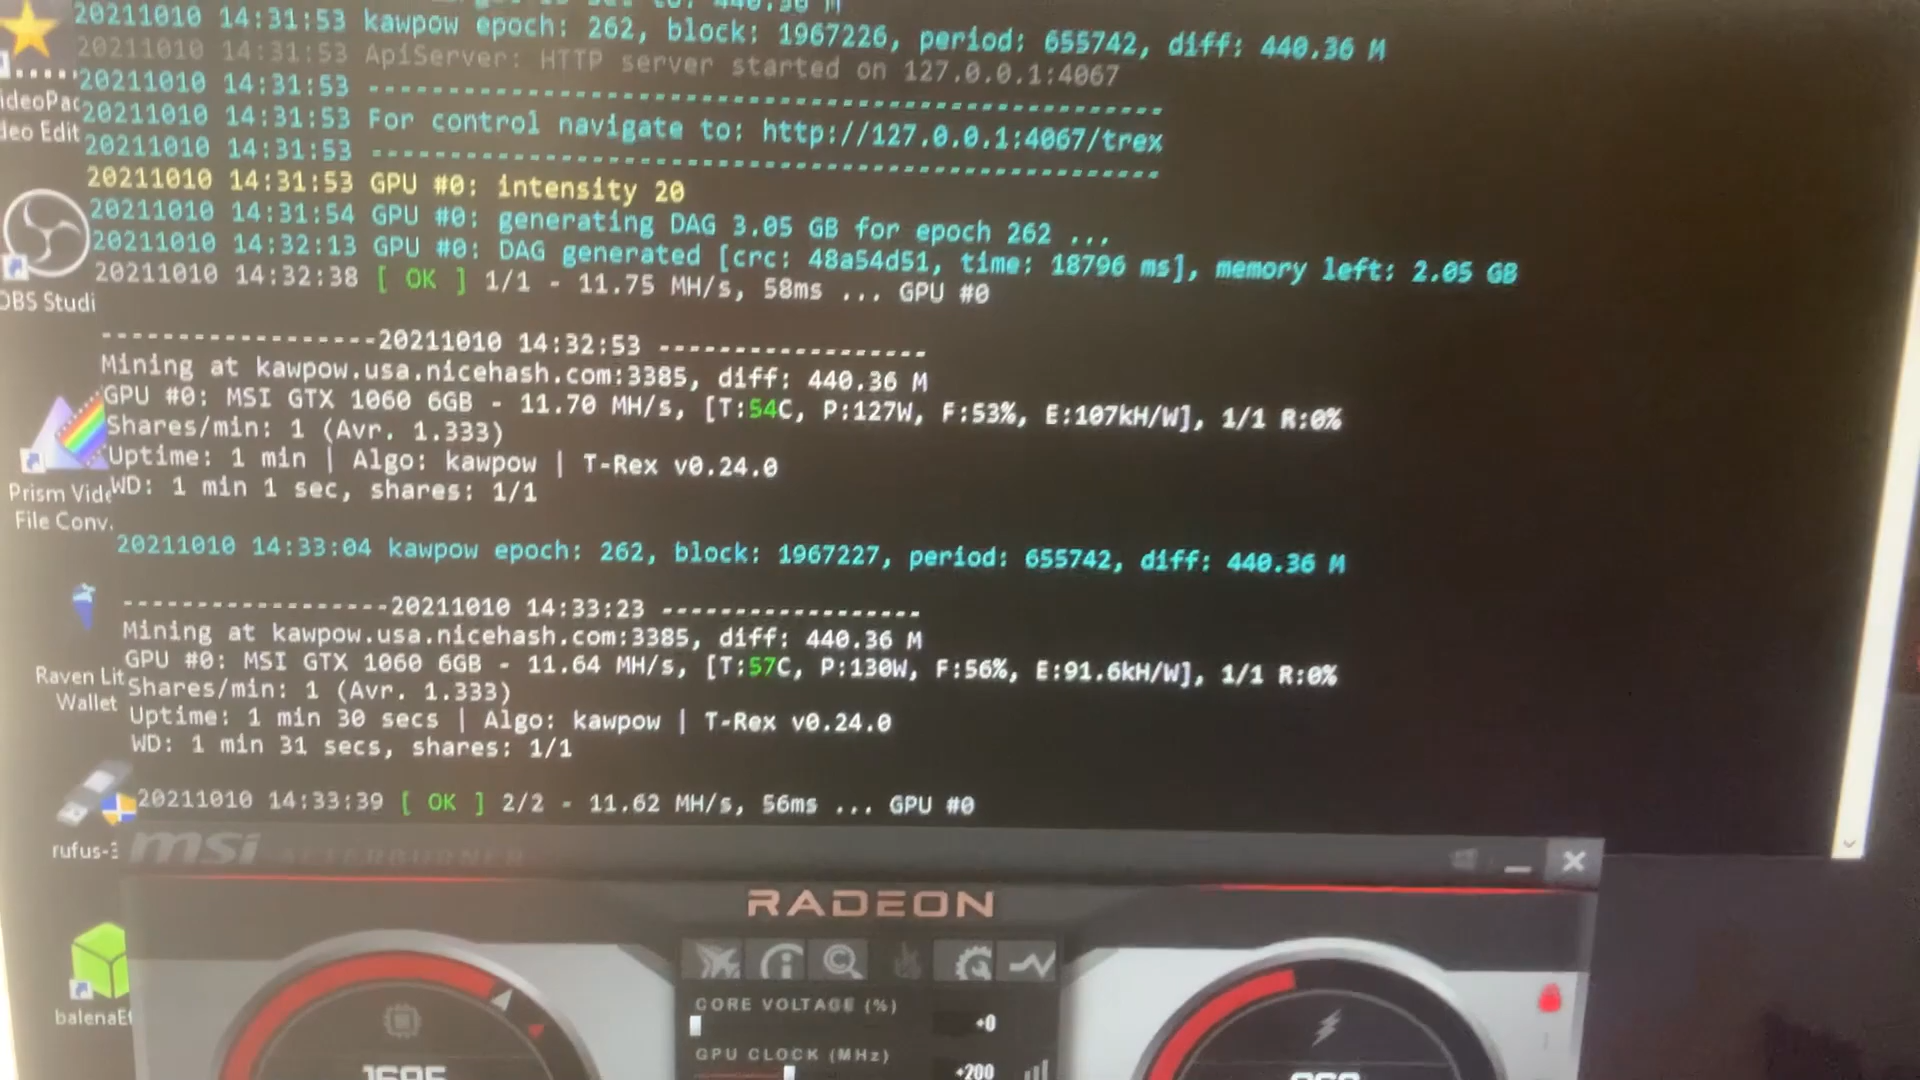 20211010 14:31:53 kawpow epoch: 262, block: 1967226, period: 655742, diff: 440.36 M
20211010 14:31:53 ApiServer: HTTP server started on 127.0.0.1:4067
20211010 14:31:53 --------------------------------------------------------------
20211010 14:31:53 For control navigate to: http://127.0.0.1:4067/trex
20211010 14:31:53 --------------------------------------------------------------
20211010 14:31:53 GPU #0: intensity 20
20211010 14:31:54 GPU #0: generating DAG 3.05 GB for epoch 262 ...
20211010 14:32:13 GPU #0: DAG generated [crc: 48a54d51, time: 18796 ms], memory left: 2.05 GB
20211010 14:32:38 [ OK ] 1/1 - 11.75 MH/s, 58ms ... GPU #0
------------------20211010 14:32:53 ------------------
Mining at kawpow.usa.nicehash.com:3385, diff: 440.36 M
GPU #0: MSI GTX 1060 6GB - 11.70 MH/s, [T:54C, P:127W, F:53%, E:107kH/W], 1/1 R:0%
Shares/min: 1 (Avr. 1.333)
Uptime: 1 min | Algo: kawpow | T-Rex v0.24.0
WD: 1 min 1 sec, shares: 1/1
20211010 14:33:04 kawpow epoch: 262, block: 1967227, period: 655742, diff: 440.36 M
------------------20211010 14:33:23 ------------------
Mining at kawpow.usa.nicehash.com:3385, diff: 440.36 M
GPU #0: MSI GTX 1060 6GB - 11.64 MH/s, [T:57C, P:130W, F:56%, E:91.6kH/W], 1/1 R:0%
Shares/min: 1 (Avr. 1.333)
Uptime: 1 min 30 secs | Algo: kawpow | T-Rex v0.24.0
WD: 1 min 31 secs, shares: 1/1
20211010 14:33:39 [ OK ] 2/2 - 11.62 MH/s, 56ms ... GPU #0
ideoPac
deo Edit
OBS Studi
Prism Vide
File Conv.
Raven Lit
Wallet
rufus-3
balenaEt
msi AFTERBURNER
RADEON
CORE VOLTAGE (%)
+0
GPU CLOCK (MHz)
+200